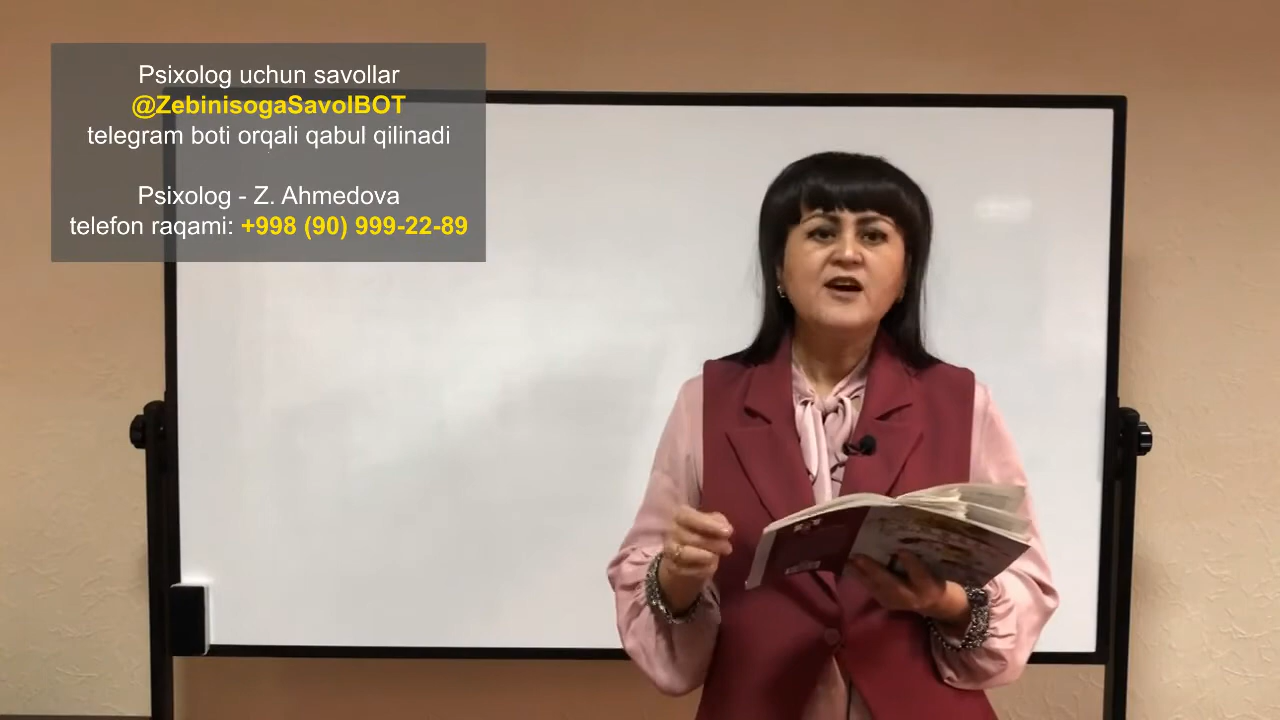 Psixolog uchun savollar
@ZebinisogaSavolBOT
telegram boti orqali qabul qilinadi
Psixolog - Z. Ahmedova
telefon raqami: +998 (90) 999-22-89